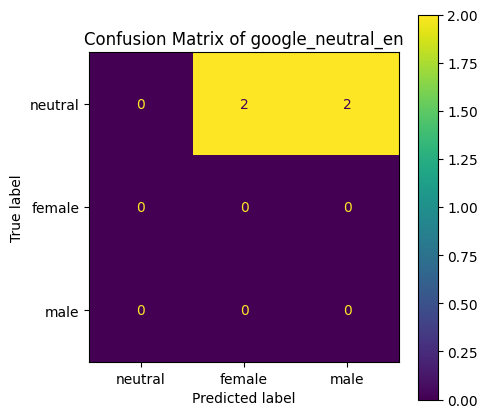 Confusion Matrix of google_neutral_en
True label
neutral 0 2 2
female 0 0 0
male 0 0 0
neutral female male
Predicted label
2.00
1.75
1.50
1.25
1.00
0.75
0.50
0.25
0.00